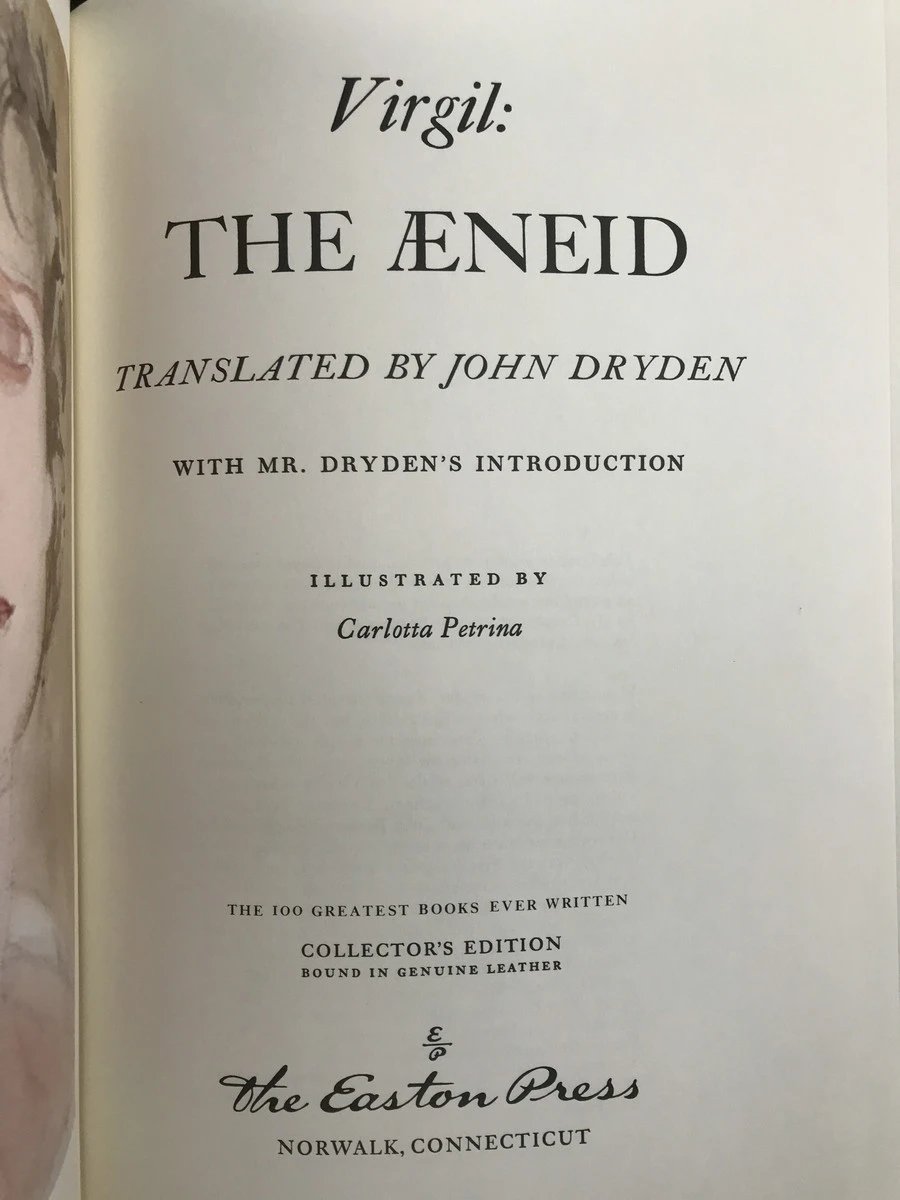 Virgil:
THE ÆNEID
TRANSLATED BY JOHN DRYDEN
WITH MR. DRYDEN'S INTRODUCTION
ILLUSTRATED BY
Carlotta Petrina
THE 100 GREATEST BOOKS EVER WRITTEN
COLLECTOR'S EDITION
BOUND IN GENUINE LEATHER
E
P
The Easton Press
NORWALK, CONNECTICUT